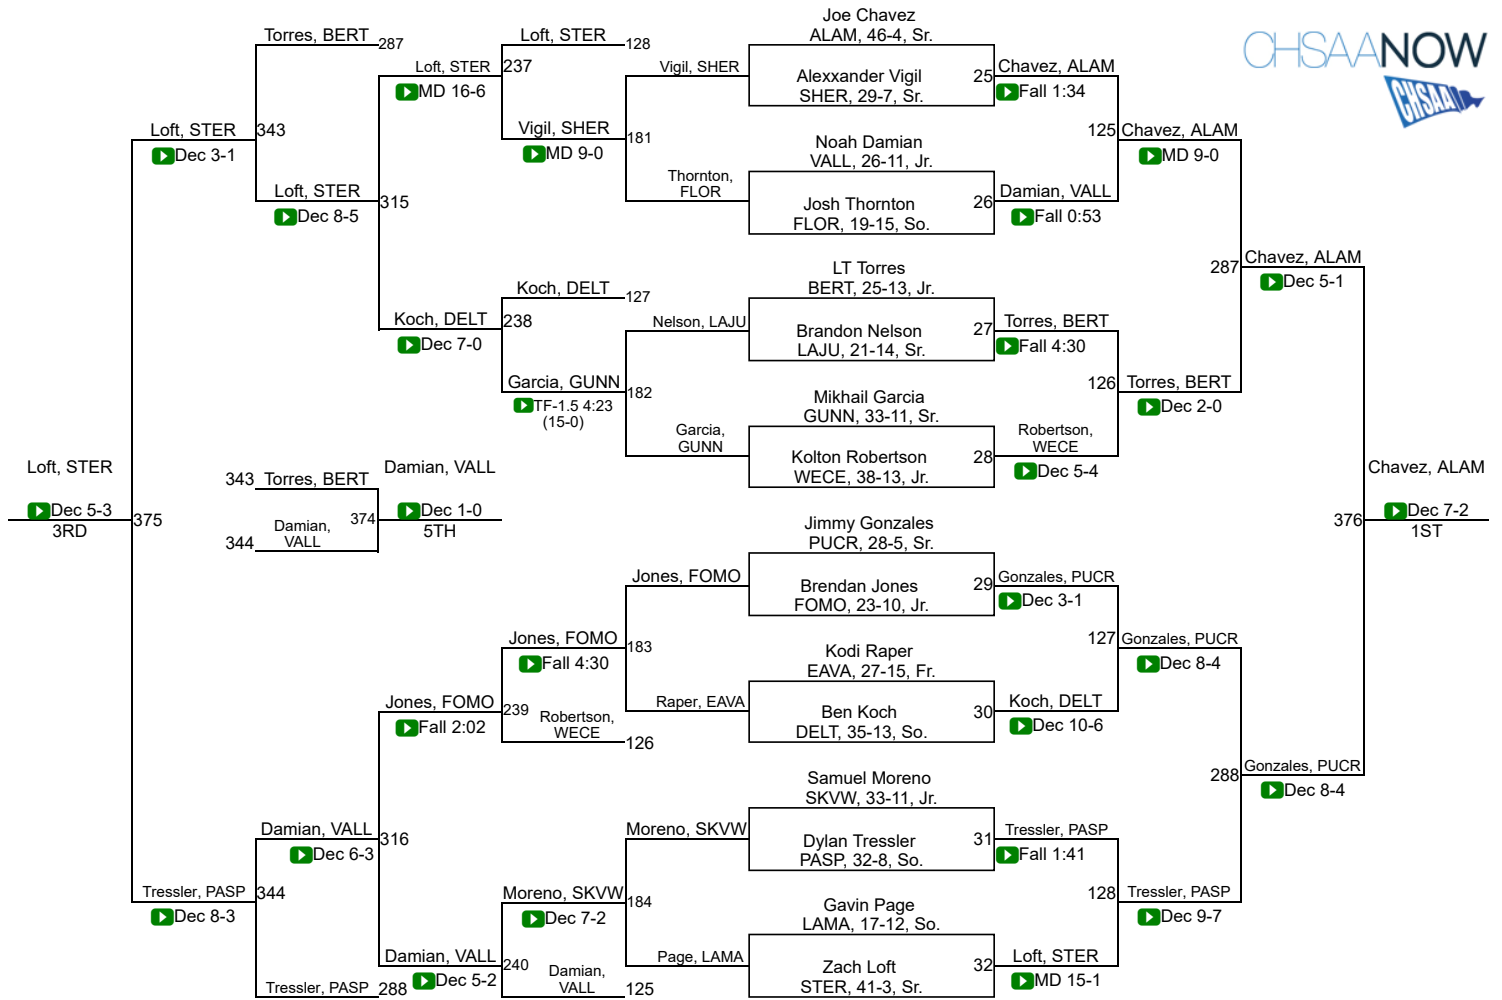 CHSAANOW
CHSAA
Joe Chavez
ALAM, 46-4, Sr.
Alexxander Vigil
SHER, 29-7, Sr.
25
Noah Damian
VALL, 26-11, Jr.
Josh Thornton
FLOR, 19-15, So.
26
LT Torres
BERT, 25-13, Jr.
Brandon Nelson
LAJU, 21-14, Sr.
27
Mikhail Garcia
GUNN, 33-11, Sr.
Kolton Robertson
WECE, 38-13, Jr.
28
Jimmy Gonzales
PUCR, 28-5, Sr.
Brendan Jones
FOMO, 23-10, Jr.
29
Kodi Raper
EAVA, 27-15, Fr.
Ben Koch
DELT, 35-13, So.
30
Samuel Moreno
SKVW, 33-11, Jr.
Dylan Tressler
PASP, 32-8, So.
31
Gavin Page
LAMA, 17-12, So.
Zach Loft
STER, 41-3, Sr.
32
Chavez, ALAM
Fall 1:34
Damian, VALL
Fall 0:53
Torres, BERT
Fall 4:30
Robertson,
WECE
Dec 5-4
Gonzales, PUCR
Dec 3-1
Koch, DELT
Dec 10-6
Tressler, PASP
Fall 1:41
Loft, STER
MD 15-1
125
Chavez, ALAM
MD 9-0
126
Torres, BERT
Dec 2-0
127
Gonzales, PUCR
Dec 8-4
128
Tressler, PASP
Dec 9-7
287
Chavez, ALAM
Dec 5-1
288
Gonzales, PUCR
Dec 8-4
Chavez, ALAM
376
Dec 7-2
1ST
Vigil, SHER
Thornton,
FLOR
Nelson, LAJU
Garcia,
GUNN
Jones, FOMO
Raper, EAVA
Moreno, SKVW
Page, LAMA
Loft, STER
128
Vigil, SHER
181
MD 9-0
Koch, DELT
127
Garcia, GUNN
182
TF-1.5 4:23
(15-0)
Jones, FOMO
183
Fall 4:30
Robertson,
WECE
126
Moreno, SKVW
184
Dec 7-2
Damian,
VALL
125
Loft, STER
237
MD 16-6
Koch, DELT
238
Dec 7-0
Jones, FOMO
239
Fall 2:02
Damian, VALL
240
Dec 5-2
Torres, BERT
287
Loft, STER
315
Dec 8-5
Damian, VALL
316
Dec 6-3
Tressler, PASP
288
Loft, STER
343
Dec 3-1
Tressler, PASP
344
Dec 8-3
Loft, STER
Dec 5-3
375
3RD
343
Torres, BERT
344
Damian,
VALL
374
Damian, VALL
Dec 1-0
5TH